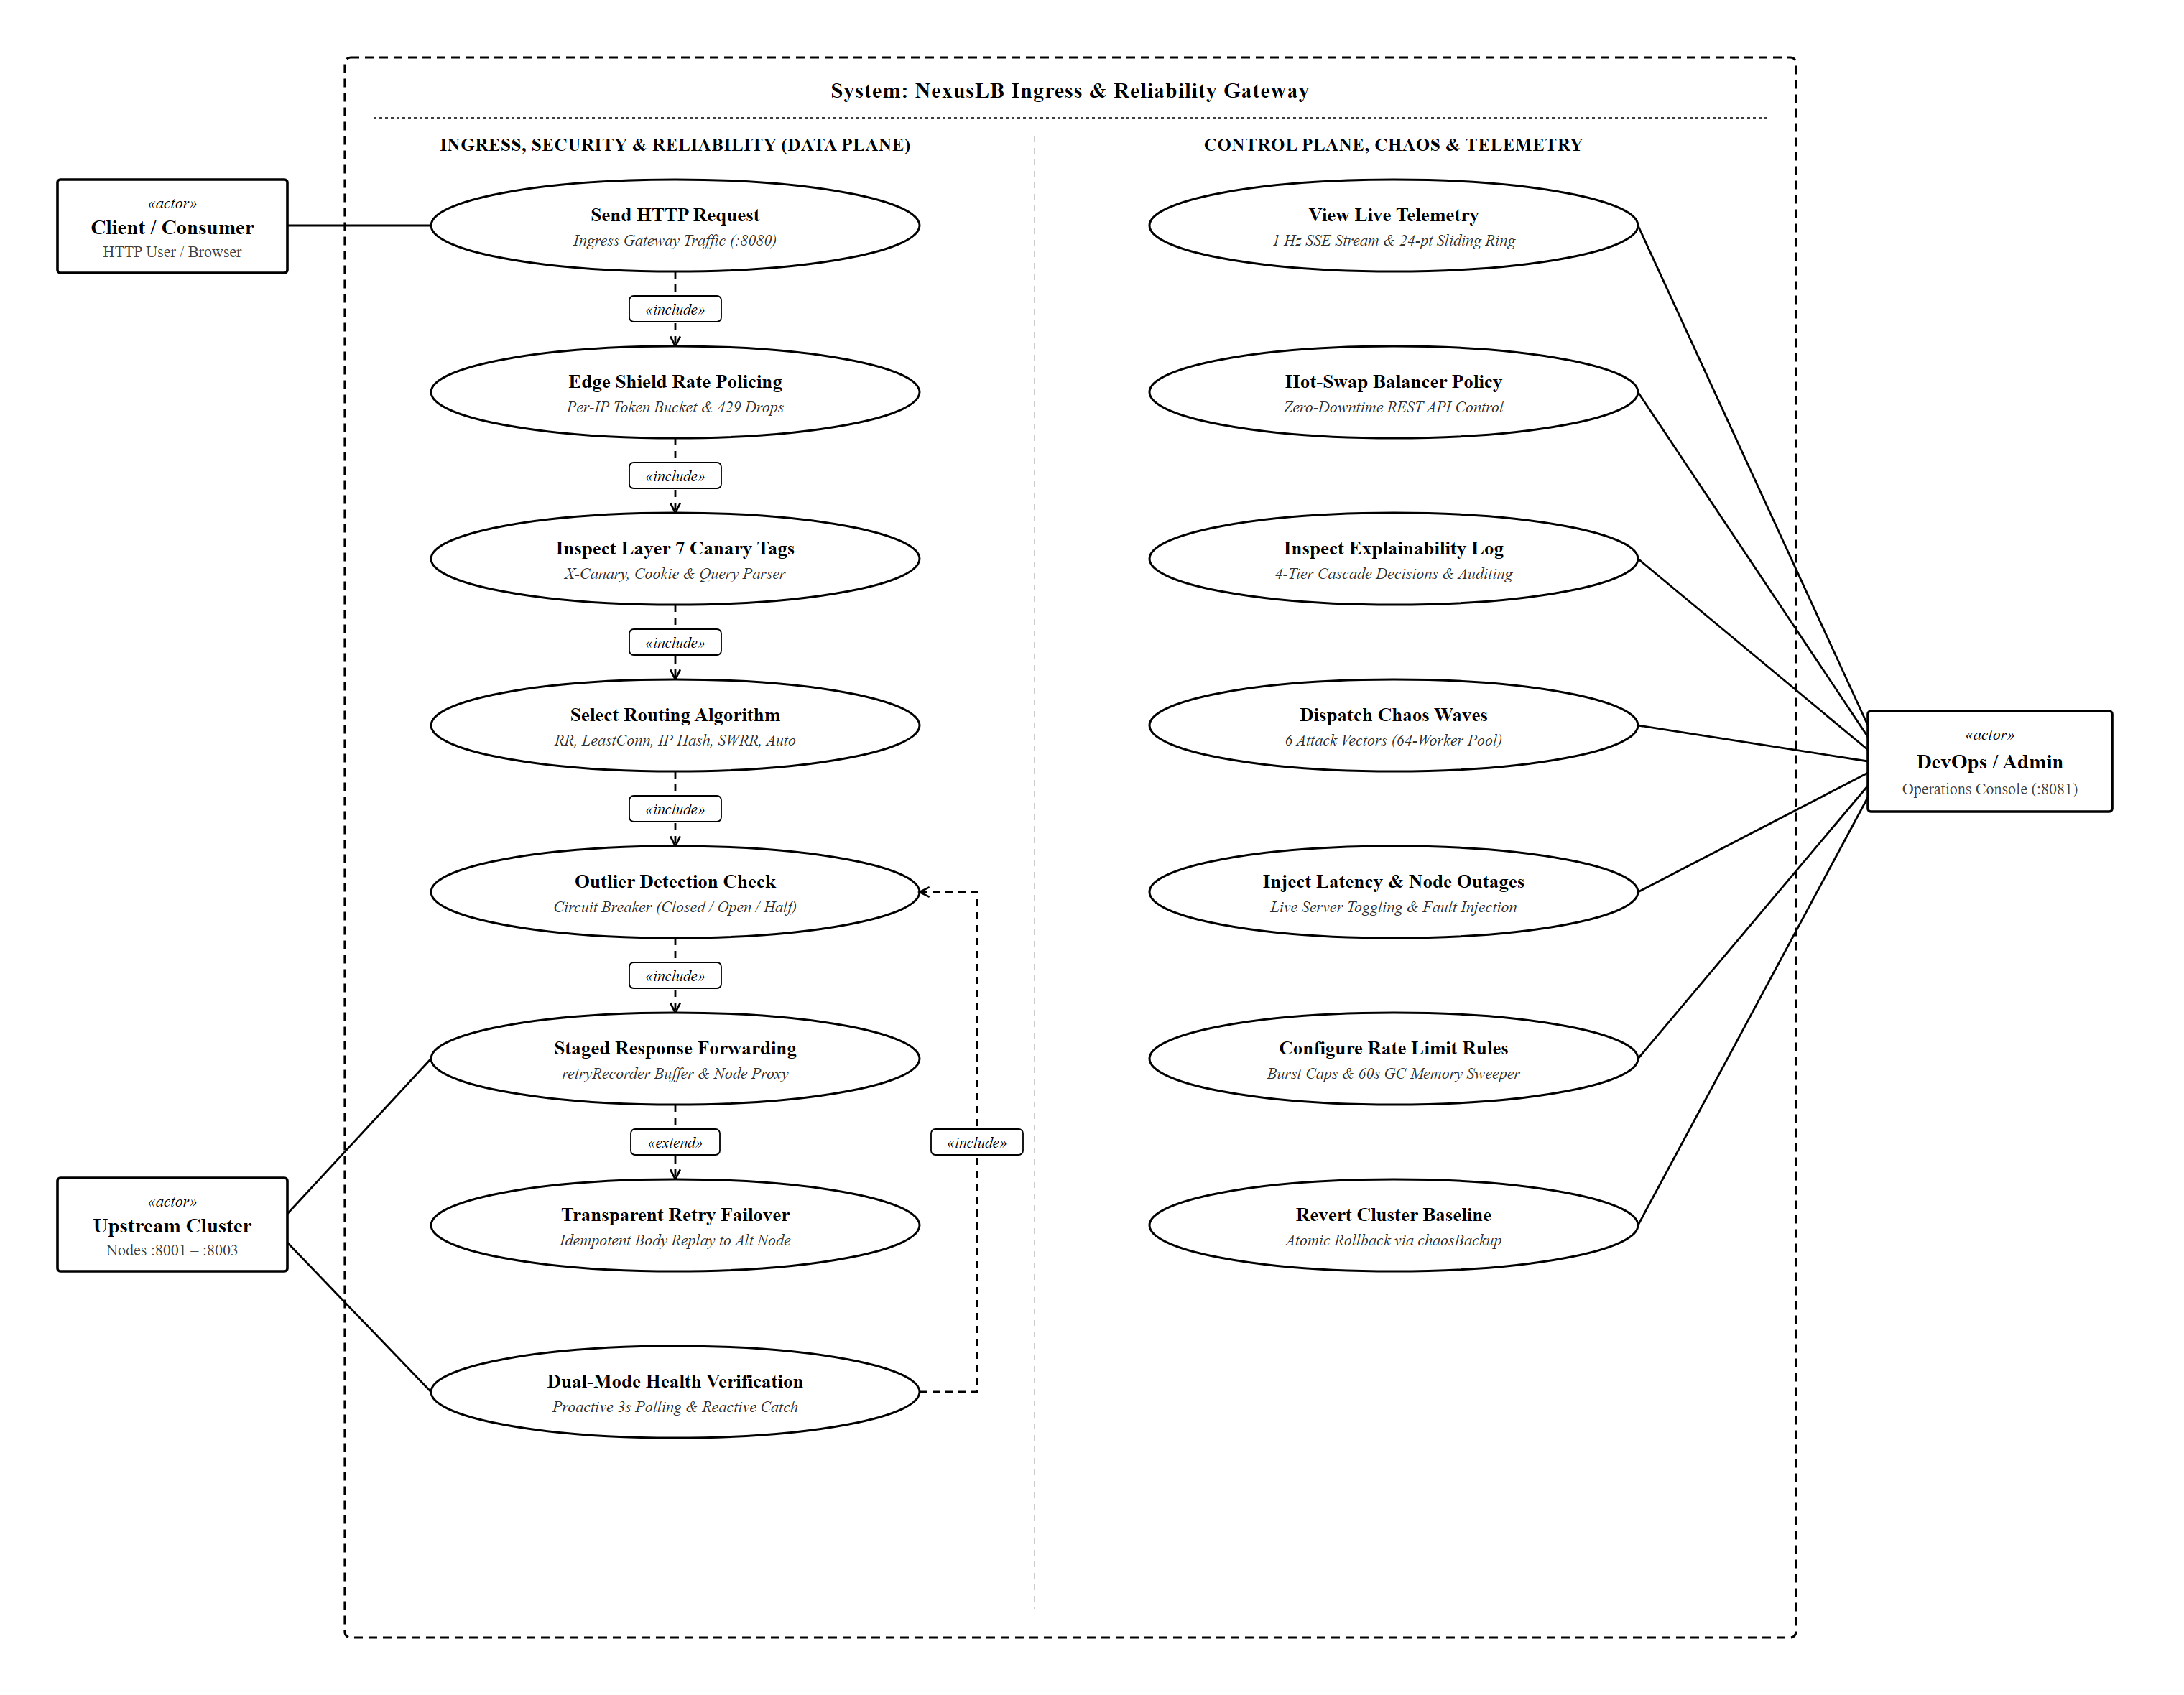 System: NexusLB Ingress & Reliability Gateway
INGRESS, SECURITY & RELIABILITY (DATA PLANE)
CONTROL PLANE, CHAOS & TELEMETRY
«actor»
Client / Consumer
HTTP User / Browser
Send HTTP Request
Ingress Gateway Traffic (:8080)
«include»
Edge Shield Rate Policing
Per-IP Token Bucket & 429 Drops
«include»
Inspect Layer 7 Canary Tags
X-Canary, Cookie & Query Parser
«include»
Select Routing Algorithm
RR, LeastConn, IP Hash, SWRR, Auto
«include»
Outlier Detection Check
Circuit Breaker (Closed / Open / Half)
«include»
Staged Response Forwarding
retryRecorder Buffer & Node Proxy
«extend»
«include»
«actor»
Upstream Cluster
Nodes :8001 – :8003
Transparent Retry Failover
Idempotent Body Replay to Alt Node
Dual-Mode Health Verification
Proactive 3s Polling & Reactive Catch
View Live Telemetry
1 Hz SSE Stream & 24-pt Sliding Ring
Hot-Swap Balancer Policy
Zero-Downtime REST API Control
Inspect Explainability Log
4-Tier Cascade Decisions & Auditing
Dispatch Chaos Waves
6 Attack Vectors (64-Worker Pool)
Inject Latency & Node Outages
Live Server Toggling & Fault Injection
Configure Rate Limit Rules
Burst Caps & 60s GC Memory Sweeper
Revert Cluster Baseline
Atomic Rollback via chaosBackup
«actor»
DevOps / Admin
Operations Console (:8081)